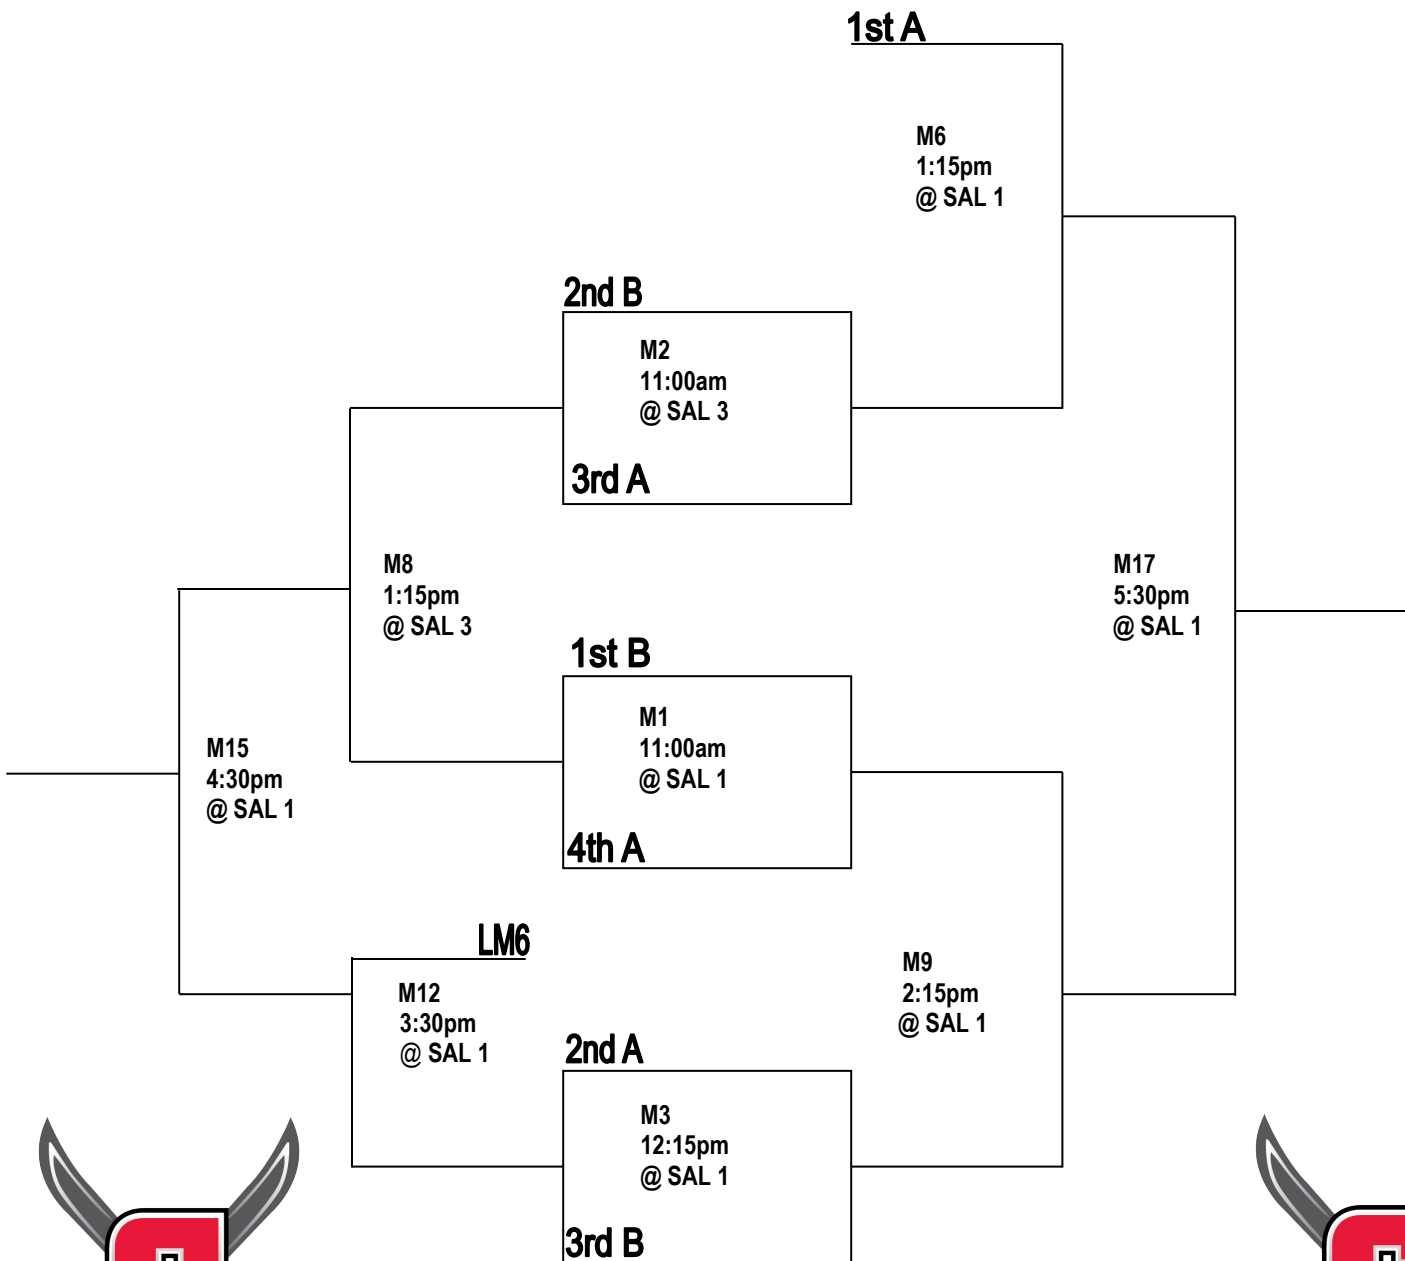 1st A
M6
1:15pm
@ SAL 1
2nd B
M2
11:00am
@ SAL 3
3rd A
M8
1:15pm
@ SAL 3
M17
5:30pm
@ SAL 1
1st B
M1
11:00am
@ SAL 1
M15
4:30pm
@ SAL 1
4th A
LM6
M12
3:30pm
@ SAL 1
M9
2:15pm
@ SAL 1
2nd A
M3
12:15pm
@ SAL 1
3rd B